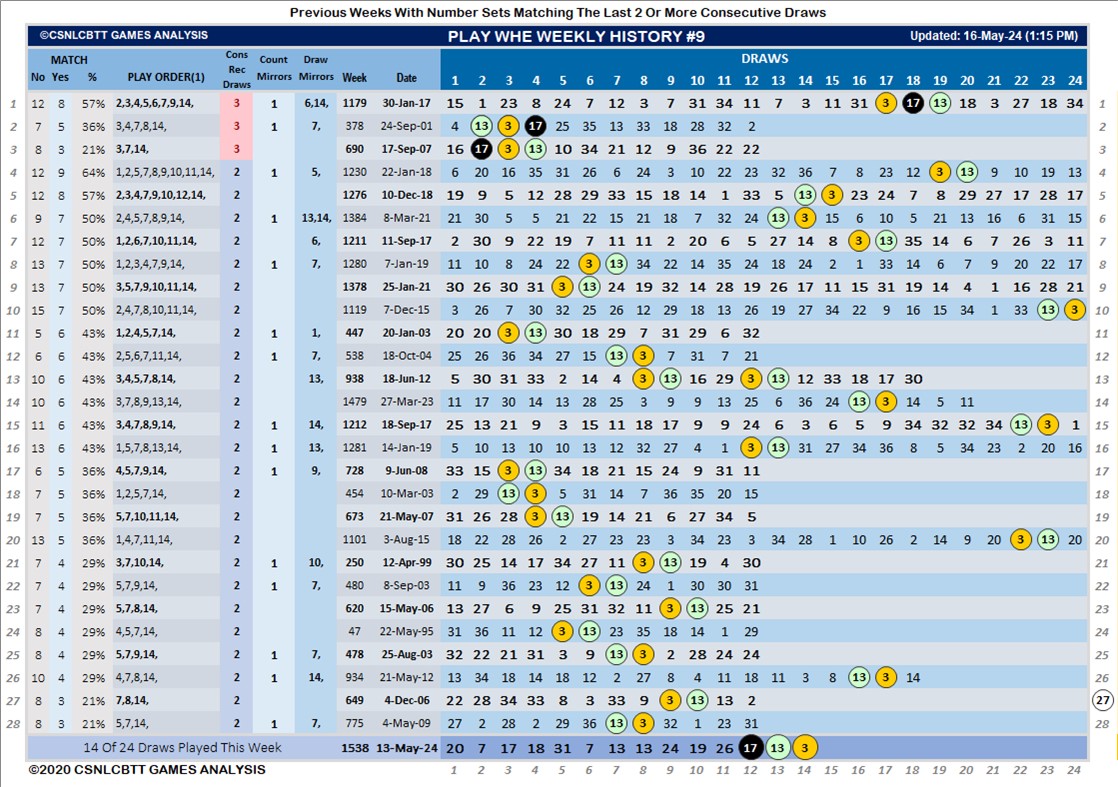 Previous Weeks With Number Sets Matching The Last 2 Or More Consecutive Draws
©CSNLCBTT GAMES ANALYSIS PLAY WHE WEEKLY HISTORY #9 Updated: 16-May-24 (1:15 PM)
MATCH Cons Count Draw DRAWS
No Yes % PLAY ORDER(1) Rec Draws Mirrors Mirrors Week Date 1 2 3 4 5 6 7 8 9 10 11 12 13 14 15 16 17 18 19 20 21 22 23 24
1 12 8 57% 2,3,4,5,6,7,9,14, 3 1 6,14, 1179 30-Jan-17 15 1 23 8 24 7 12 3 7 31 34 11 7 3 11 31 3 17 13 18 3 27 18 34 1
2 7 5 36% 3,4,7,8,14, 3 1 7, 378 24-Sep-01 4 13 3 17 25 35 13 33 18 28 32 2 2
3 8 3 21% 3,7,14, 3 690 17-Sep-07 16 17 3 13 10 34 21 12 9 36 22 22 3
4 12 9 64% 1,2,5,7,8,9,10,11,14, 2 1 5, 1230 22-Jan-18 6 20 16 35 31 26 6 24 3 10 22 23 32 36 7 8 23 12 3 13 9 10 19 13 4
5 12 8 57% 2,3,4,7,9,10,12,14, 2 1276 10-Dec-18 19 9 5 12 28 29 33 15 18 14 1 33 5 13 3 23 24 7 8 29 27 17 28 17 5
6 9 7 50% 2,4,5,7,8,9,14, 2 1 13,14, 1384 8-Mar-21 21 30 5 5 21 22 15 21 18 7 32 24 13 3 15 6 10 5 21 13 16 6 31 15 6
7 12 7 50% 1,2,6,7,10,11,14, 2 6, 1211 11-Sep-17 2 30 9 22 19 7 11 11 2 20 6 5 27 14 8 3 13 35 14 6 7 26 3 11 7
8 13 7 50% 1,2,3,4,7,9,14, 2 1 7, 1280 7-Jan-19 11 10 8 24 22 3 13 34 22 14 12 35 24 18 24 2 1 33 14 6 7 9 20 22 17 8
9 13 7 50% 3,5,7,9,10,11,14, 2 1378 25-Jan-21 30 26 30 31 3 13 24 19 32 14 28 19 26 17 11 15 31 19 14 4 1 16 28 21 9
10 15 7 50% 2,4,7,8,10,11,14, 2 1119 7-Dec-15 3 26 7 30 32 25 26 12 29 18 13 26 19 27 34 22 9 16 15 34 1 33 13 3 10
11 5 6 43% 1,2,4,5,7,14, 2 1 1, 447 20-Jan-03 20 20 3 13 30 18 29 7 31 29 6 32 11
12 6 6 43% 2,5,6,7,11,14, 2 1 7, 538 18-Oct-04 25 26 36 34 27 15 13 3 7 31 7 21 12
13 10 6 43% 3,4,5,7,8,14, 2 13, 938 18-Jun-12 5 30 31 33 2 14 4 3 13 16 29 3 13 12 33 18 17 30 13
14 10 6 43% 3,7,8,9,13,14, 2 1479 27-Mar-23 11 17 30 14 13 28 25 3 9 9 13 25 6 36 24 13 3 14 5 11 14
15 11 6 43% 3,4,7,8,9,14, 2 1 14, 1212 18-Sep-17 25 13 21 9 3 15 11 18 17 9 9 24 6 3 6 5 9 34 32 32 34 13 3 1 15
16 13 6 43% 1,5,7,8,13,14, 2 1 13, 1281 14-Jan-19 5 10 13 10 10 13 12 32 27 4 1 3 13 31 27 34 36 8 5 34 23 2 20 16 16
17 6 5 36% 4,5,7,9,14, 2 1 9, 728 9-Jun-08 33 15 3 13 34 18 21 15 24 9 31 11 17
18 7 5 36% 1,2,5,7,14, 2 454 10-Mar-03 2 29 13 3 5 31 14 7 36 35 20 15 18
19 7 5 36% 5,7,10,11,14, 2 673 21-May-07 31 26 28 3 13 19 14 21 6 27 34 5 19
20 13 5 36% 1,4,7,11,14, 2 1101 3-Aug-15 18 22 28 26 2 27 23 23 3 34 23 3 34 28 1 10 26 2 14 9 20 3 13 20 20
21 7 4 29% 3,7,10,14, 2 1 10, 250 12-Apr-99 30 25 14 17 34 27 11 3 13 19 4 30 21
22 7 4 29% 5,7,9,14, 2 1 7, 480 8-Sep-03 11 9 36 23 12 3 13 24 1 30 30 31 22
23 7 4 29% 5,7,8,14, 2 620 15-May-06 13 27 6 9 25 31 32 11 3 13 25 21 23
24 8 4 29% 4,5,7,14, 2 47 22-May-95 31 36 11 12 3 13 23 35 18 14 1 29 24
25 8 4 29% 5,7,9,14, 2 1 7, 478 25-Aug-03 32 22 21 31 3 9 13 3 2 28 24 24 25
26 10 4 29% 4,7,8,14, 2 1 14, 934 21-May-12 13 34 18 14 18 12 2 27 8 4 11 18 11 3 8 13 3 14 26
27 8 3 21% 7,8,14, 2 649 4-Dec-06 22 28 34 33 8 3 33 9 3 13 11 13 2 27
28 8 3 21% 5,7,14, 2 1 7, 775 4-May-09 27 2 28 2 29 36 13 3 32 1 23 31 28
14 Of 24 Draws Played This Week 1538 13-May-24 20 7 17 18 31 7 13 13 24 19 26 17 13 3
©2020 CSNLCBTT GAMES ANALYSIS 1 2 3 4 5 6 7 8 9 10 11 12 13 14 15 16 17 18 19 20 21 22 23 24